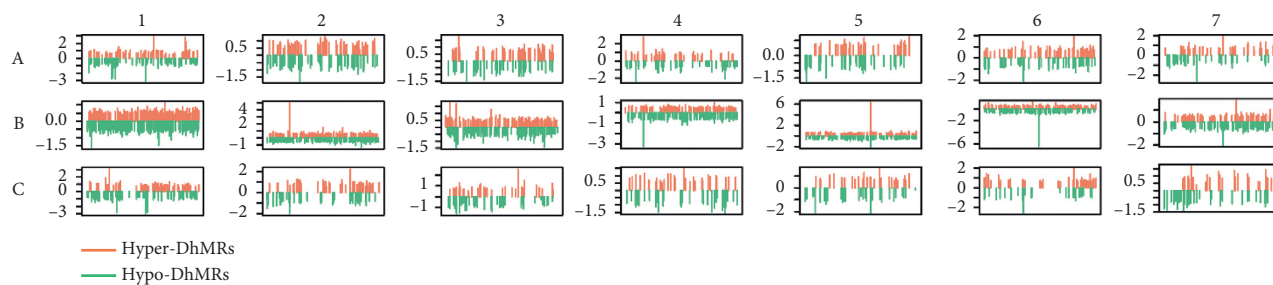 1 2 3 4 5 6 7
A 2 0 −3 0.5 −1.5 0.5 −1.5 2 0 −2 0.0 −1.5 2 0 −2 2 0 −2
B 0.0 −1.5 4 2 −1 0.5 −1.5 1 −1 −3 6 2 −2 −2 −6 0 −2
C 2 0 −3 2 0 −2 1 −1 0.5 −1.5 0 −2 2 0 −2 0.5 −1.5
Hyper-DhMRs
Hypo-DhMRs